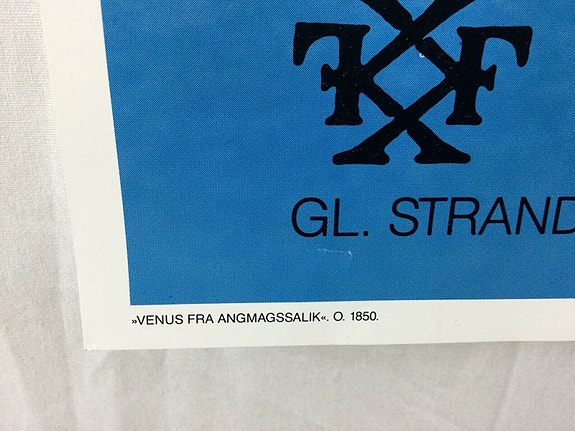 GL. STRAND
»VENUS FRA ANGMAGSSALIK«. O. 1850.